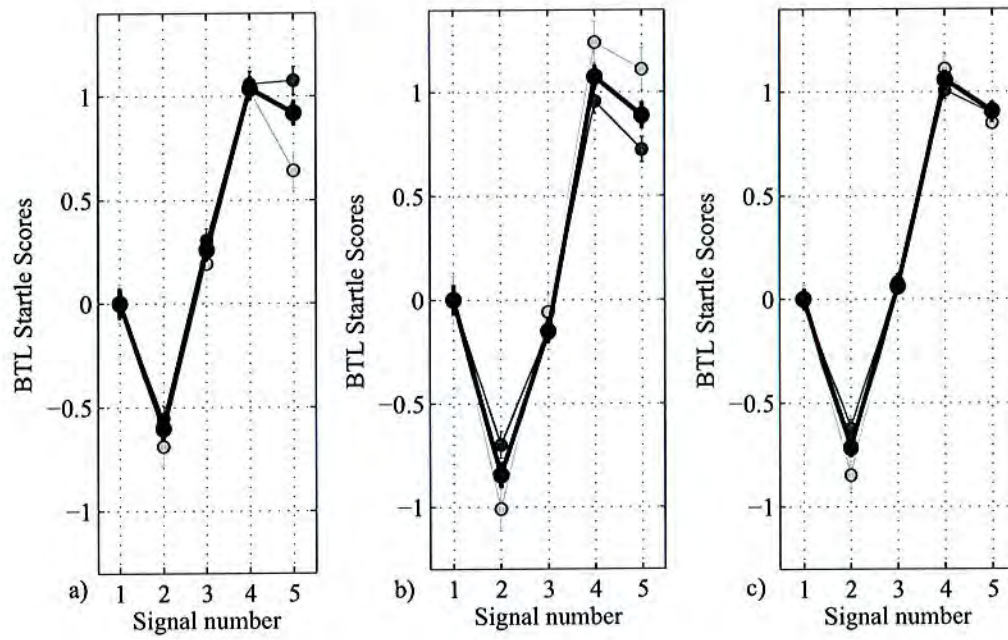 BTL Startle Scores
1
0.5
0
−0.5
−1
a) 1 2 3 4 5
Signal number
BTL Startle Scores
1
0.5
0
−0.5
−1
b) 1 2 3 4 5
Signal number
BTL Startle Scores
1
0.5
0
−0.5
−1
c) 1 2 3 4 5
Signal number